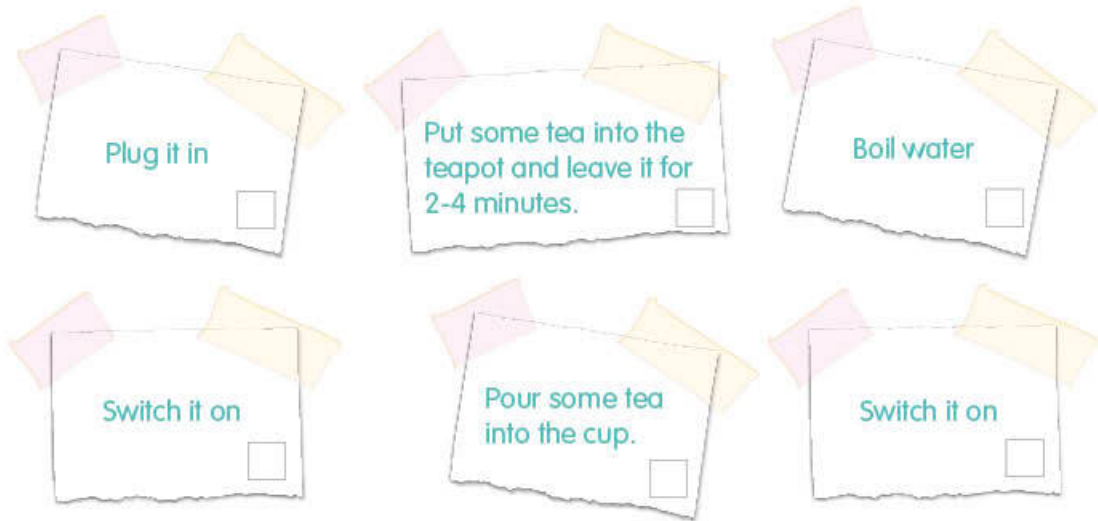 Plug it in
Put some tea into the
teapot and leave it for
2-4 minutes.
Boil water
Switch it on
Pour some tea
into the cup.
Switch it on